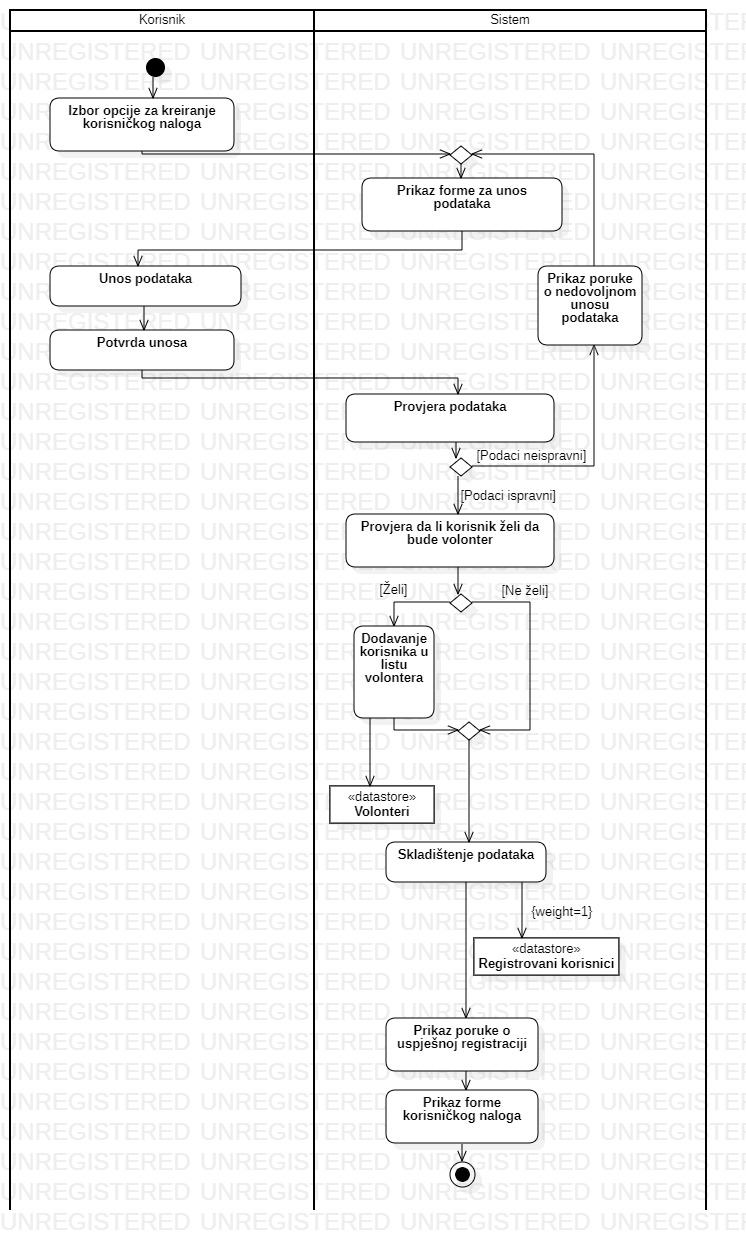 Korisnik
Sistem
Izbor opcije za kreiranje
korisničkog naloga
Prikaz forme za unos
podataka
Unos podataka
Prikaz poruke
o nedovoljnom
unosu
podataka
Potvrda unosa
Provjera podataka
[Podaci neispravni]
[Podaci ispravni]
Provjera da li korisnik želi da
bude volonter
[Želi]
[Ne želi]
Dodavanje
korisnika u
listu
volontera
«datastore»
Volonteri
Skladištenje podataka
{weight=1}
«datastore»
Registrovani korisnici
Prikaz poruke o
uspješnoj registraciji
Prikaz forme
korisničkog naloga
UNREGISTERED